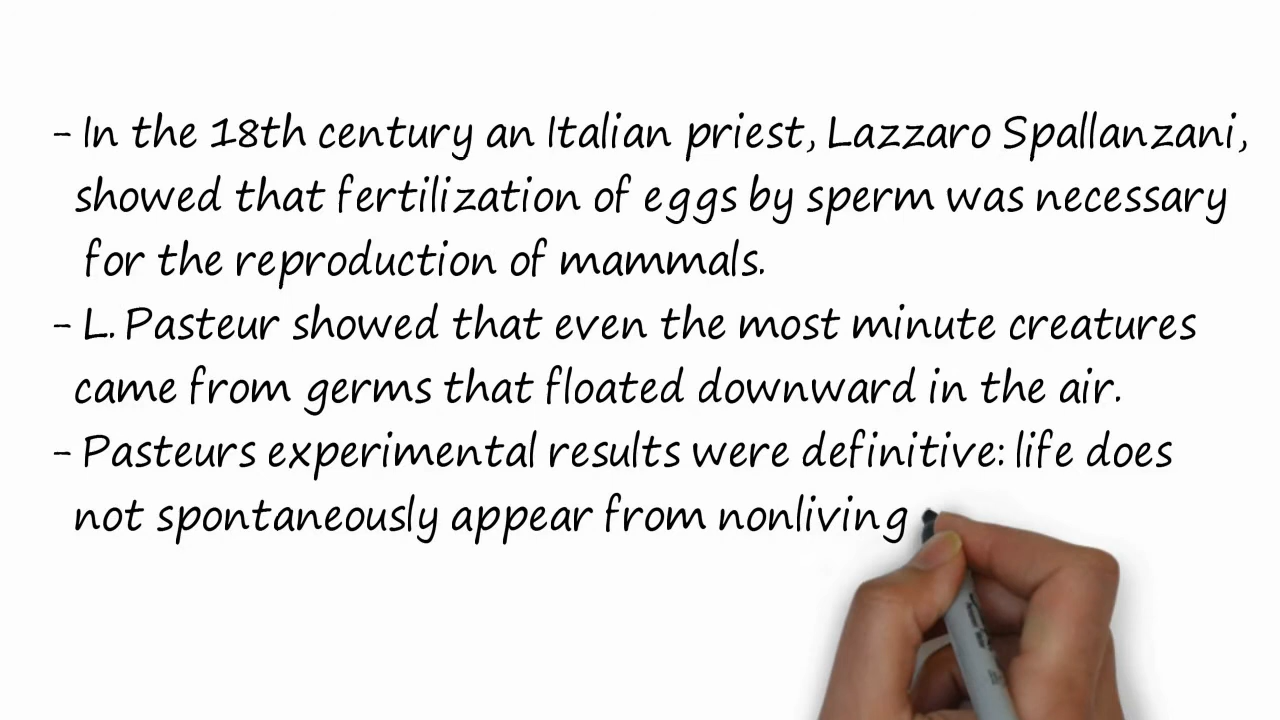 - In the 18th century an Italian priest, Lazzaro Spallanzani,
showed that fertilization of eggs by sperm was necessary
for the reproduction of mammals.
- L. Pasteur showed that even the most minute creatures
came from germs that floated downward in the air.
- Pasteurs experimental results were definitive: life does
not spontaneously appear from nonliving